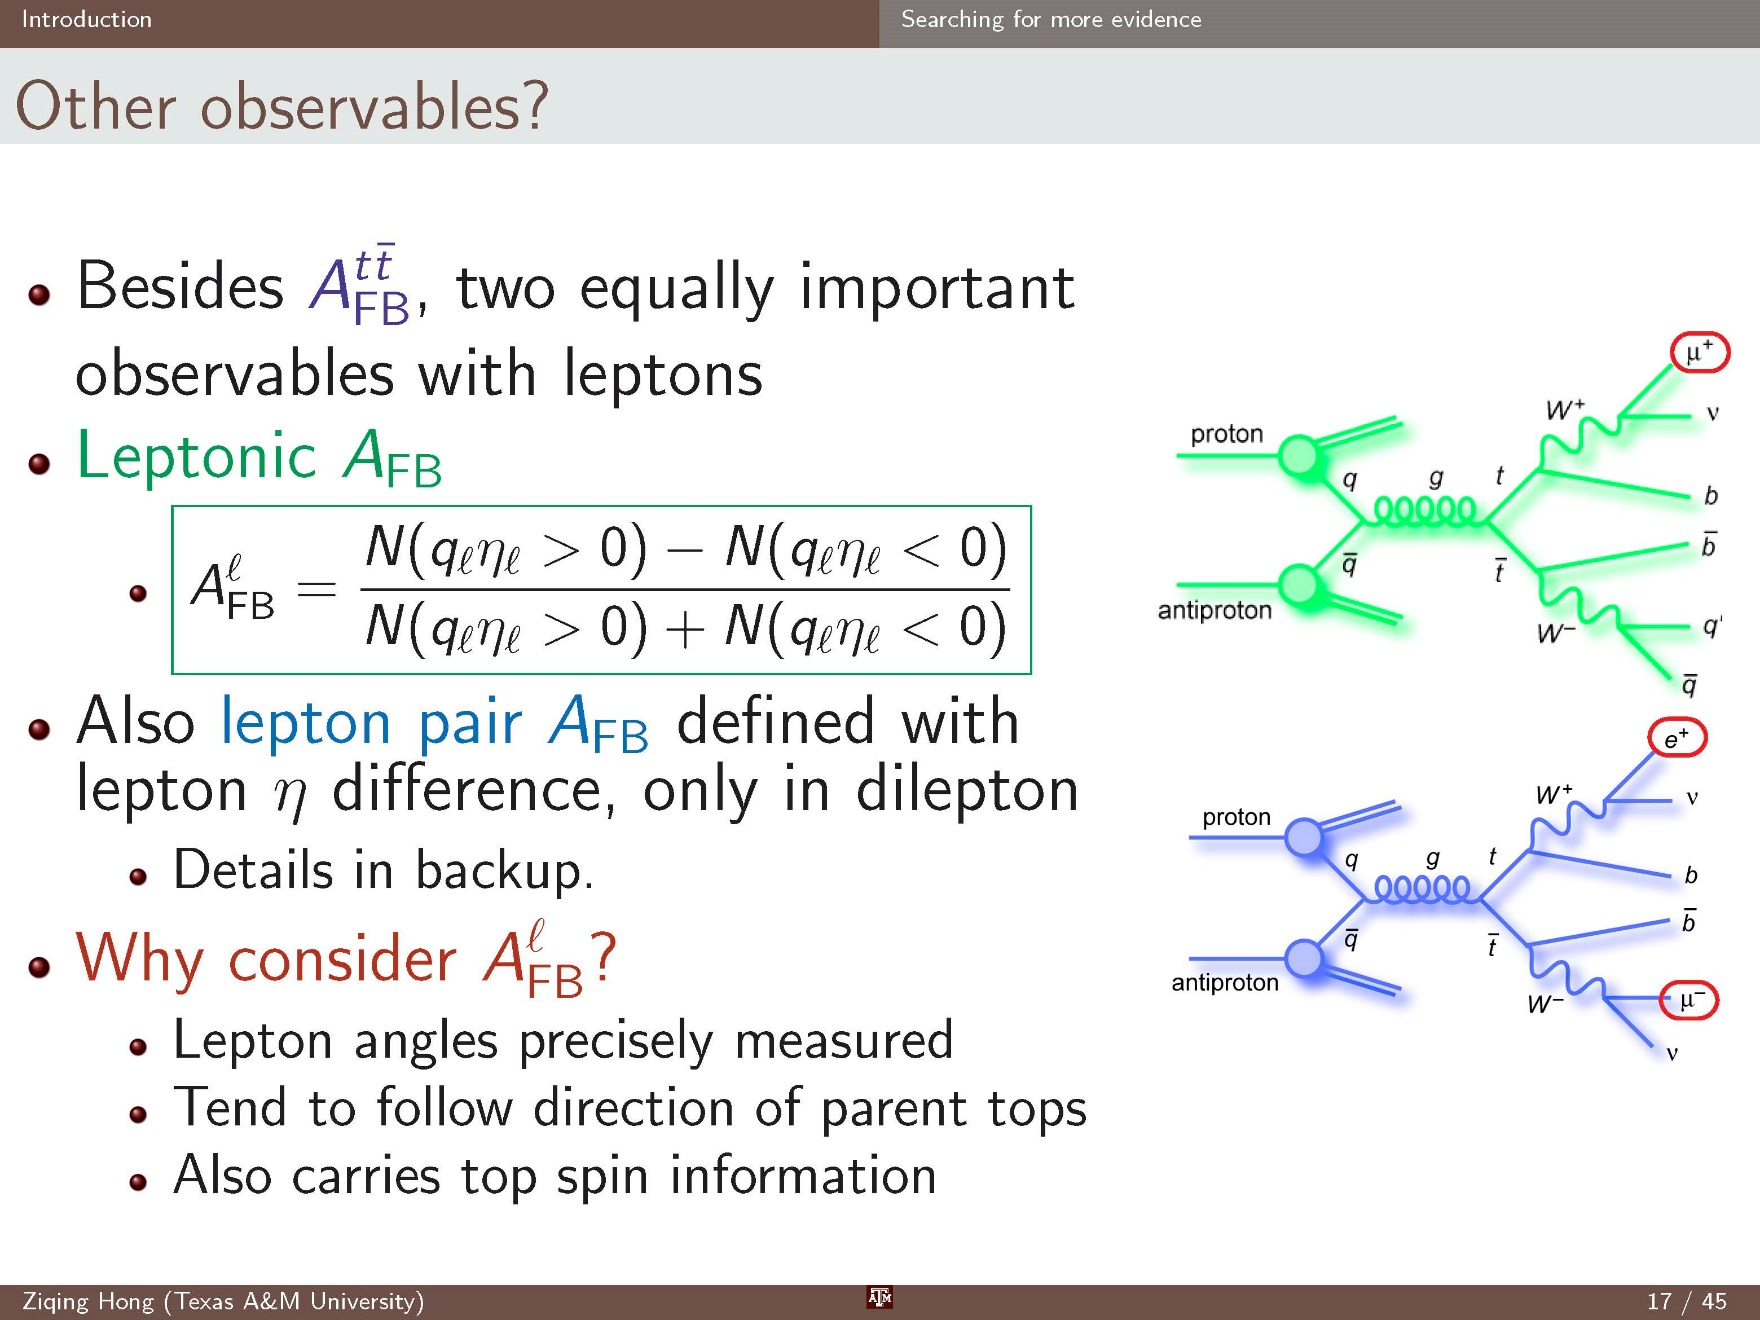 Introduction
Searching for more evidence
Other observables?
Besides A_FB^{tt̄}, two equally important
observables with leptons
Leptonic A_FB
A_FB^ℓ = \frac{N(q_ℓη_ℓ > 0) − N(q_ℓη_ℓ < 0)}{N(q_ℓη_ℓ > 0) + N(q_ℓη_ℓ < 0)}
Also lepton pair A_FB defined with
lepton η difference, only in dilepton
Details in backup.
Why consider A_FB^ℓ?
Lepton angles precisely measured
Tend to follow direction of parent tops
Also carries top spin information
μ⁺
W⁺
ν
proton
q
g
t
b
b̄
q̄
t̄
antiproton
W⁻
q'
q̄
e⁺
W⁺
ν
proton
q
g
t
b
b̄
q̄
t̄
antiproton
W⁻
μ⁻
ν
Ziqing Hong (Texas A&M University)
ATM
17 / 45